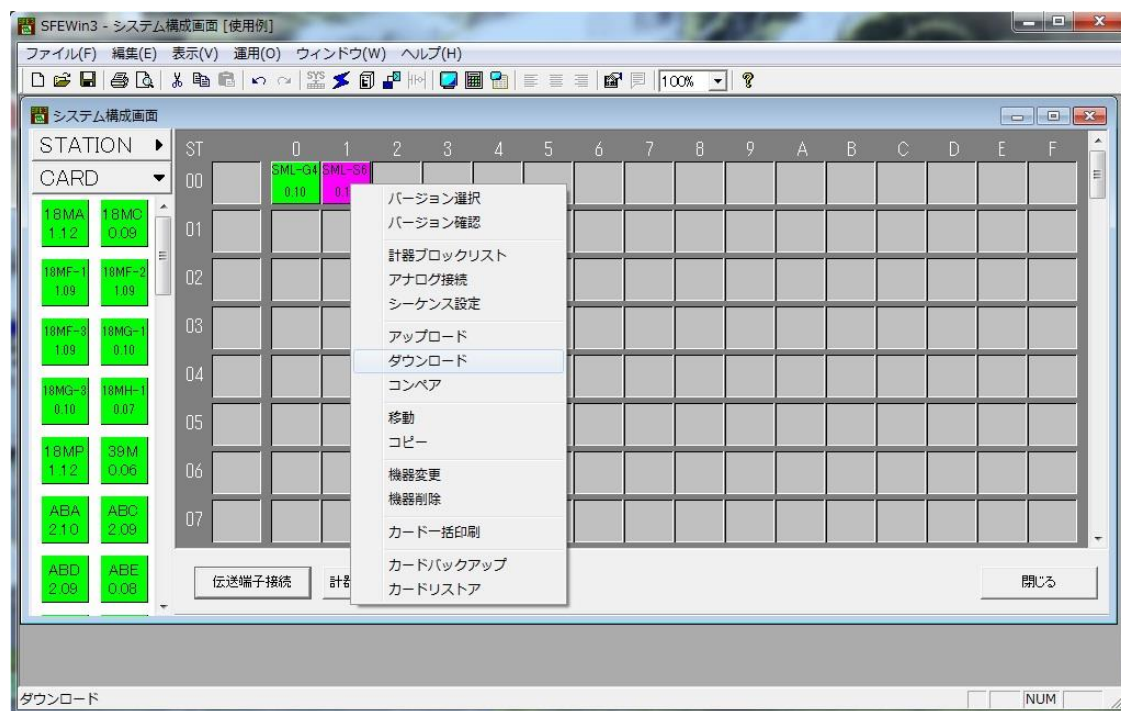 SFEWin3 - システム構成画面 [使用例]
ファイル(F) 編集(E) 表示(V) 運用(O) ウィンドウ(W) ヘルプ(H)
SYS 100% ?
システム構成画面
STATION
CARD
18MA 1.12
18MC 0.09
18MF-1 1.09
18MF-2 1.09
18MF-3 1.09
18MG-1 0.10
18MG-3 0.10
18MH-1 0.07
18MP 1.12
39M 0.06
ABA 2.10
ABC 2.09
ABD 2.09
ABE 0.08
ST 0 1 2 3 4 5 6 7 8 9 A B C D E F
00
SML-G4 0.10
SML-S6
01
02
03
04
05
06
07
バージョン選択
バージョン確認
計器ブロックリスト
アナログ接続
シーケンス設定
アップロード
ダウンロード
コンペア
移動
コピー
機器変更
機器削除
カード一括印刷
カードバックアップ
カードリストア
伝送端子接続
計器
閉じる
ダウンロード
NUM